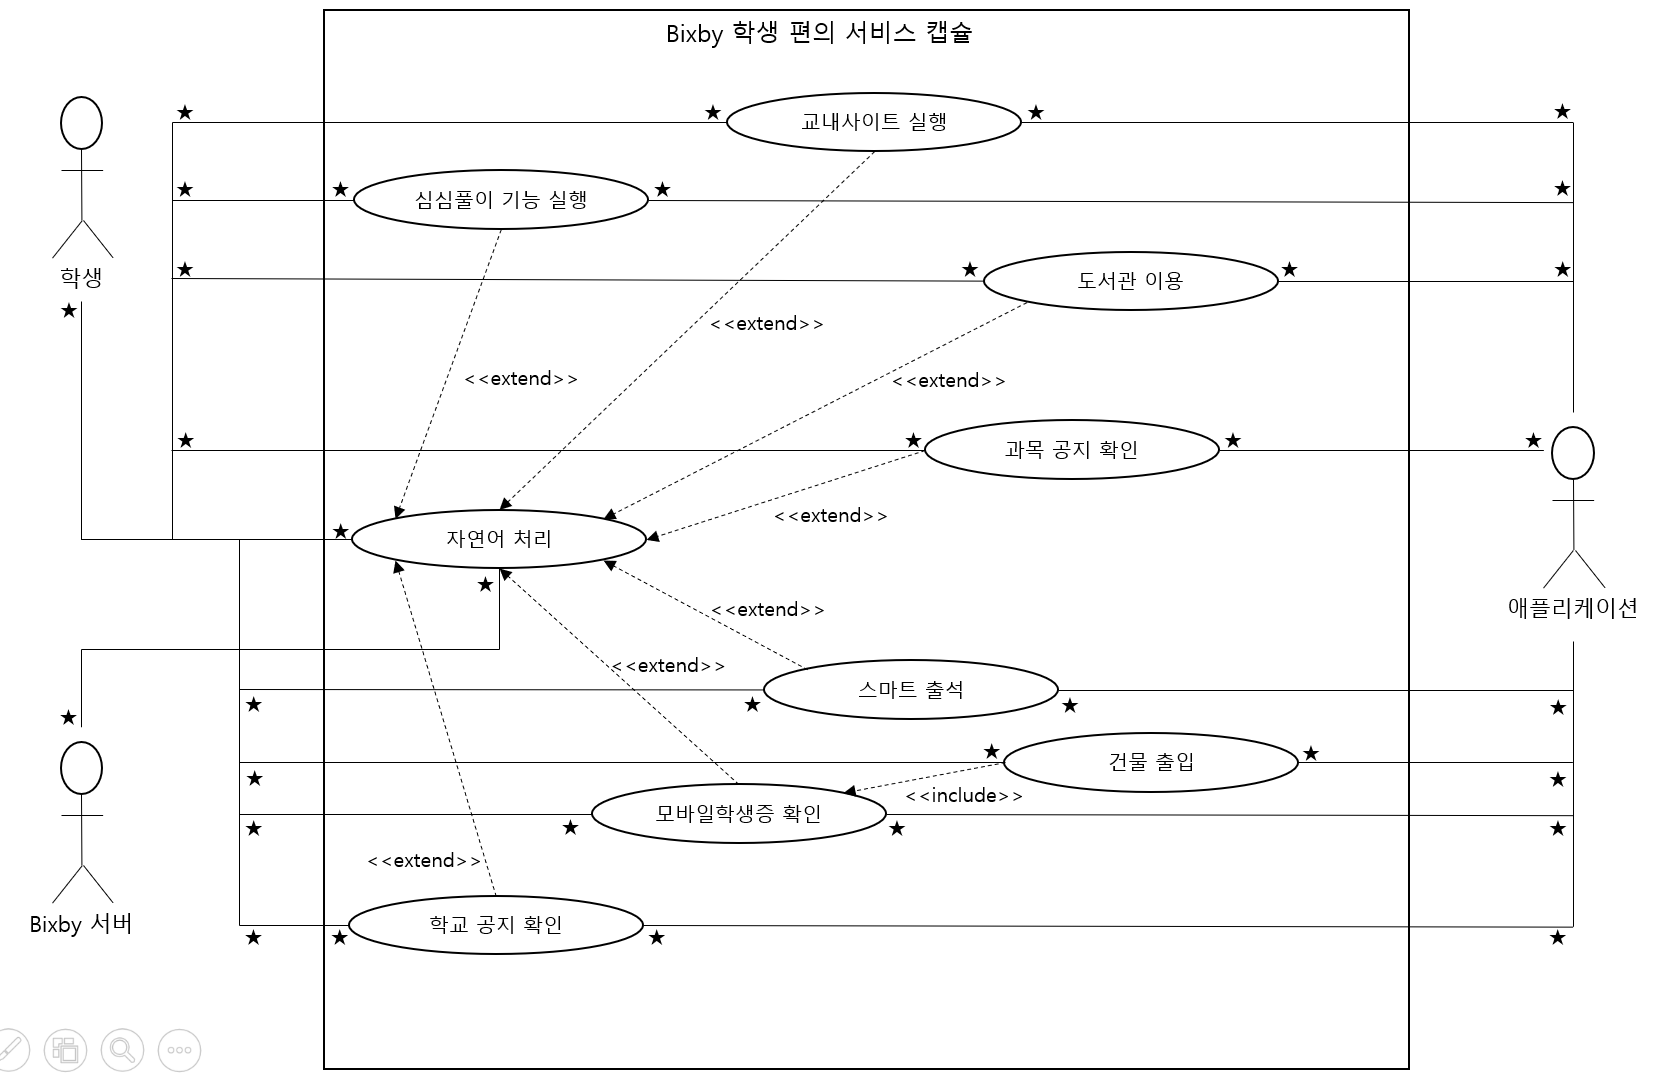 Bixby 학생 편의 서비스 캡슐
교내사이트 실행
심심풀이 기능 실행
학생
도서관 이용
<<extend>>
<<extend>>
<<extend>>
과목 공지 확인
<<extend>>
자연어 처리
<<extend>>
애플리케이션
<<extend>>
스마트 출석
건물 출입
<<include>>
모바일학생증 확인
<<extend>>
Bixby 서버
학교 공지 확인